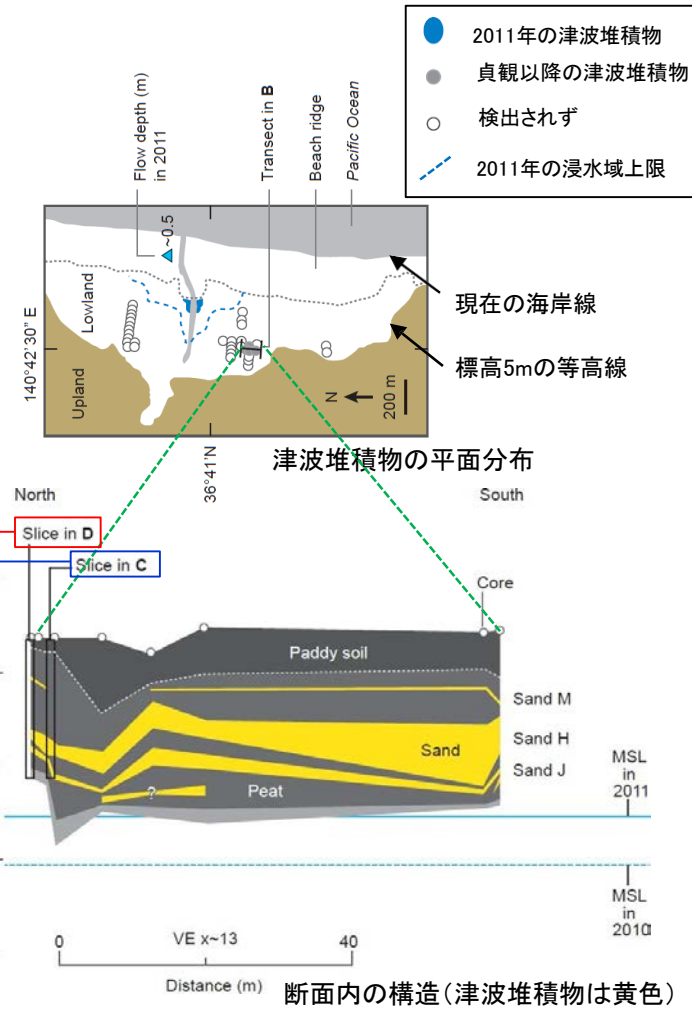 2011年の津波堆積物
貞観以降の津波堆積物
検出されず
2011年の浸水域上限
Flow depth (m)
in 2011
Transect in B
Beach ridge
Pacific Ocean
~0.5
140°42'30" E
Lowland
Upland
N
200 m
36°41'N
現在の海岸線
標高5mの等高線
津波堆積物の平面分布
North
South
Slice in D
Slice in C
Core
Paddy soil
Sand M
Sand
Sand H
Sand J
MSL
in
2011
?
Peat
MSL
in
2010
0
VE x~13
40
Distance (m)
断面内の構造(津波堆積物は黄色)